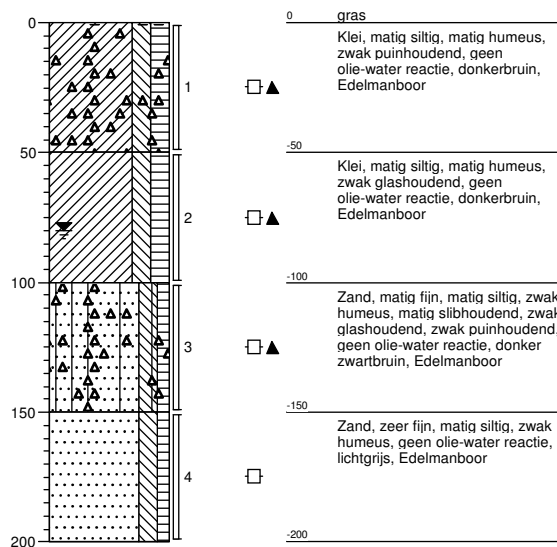 0
50
100
150
200
1
2
3
4
0 gras
Klei, matig siltig, matig humeus,
zwak puinhoudend, geen
olie-water reactie, donkerbruin,
Edelmanboor
-50
Klei, matig siltig, matig humeus,
zwak glashoudend, geen
olie-water reactie, donkerbruin,
Edelmanboor
-100
Zand, matig fijn, matig siltig, zwak
humeus, matig slibhoudend, zwak
glashoudend, zwak puinhoudend,
geen olie-water reactie, donker
zwartbruin, Edelmanboor
-150
Zand, zeer fijn, matig siltig, zwak
humeus, geen olie-water reactie,
lichtgrijs, Edelmanboor
-200